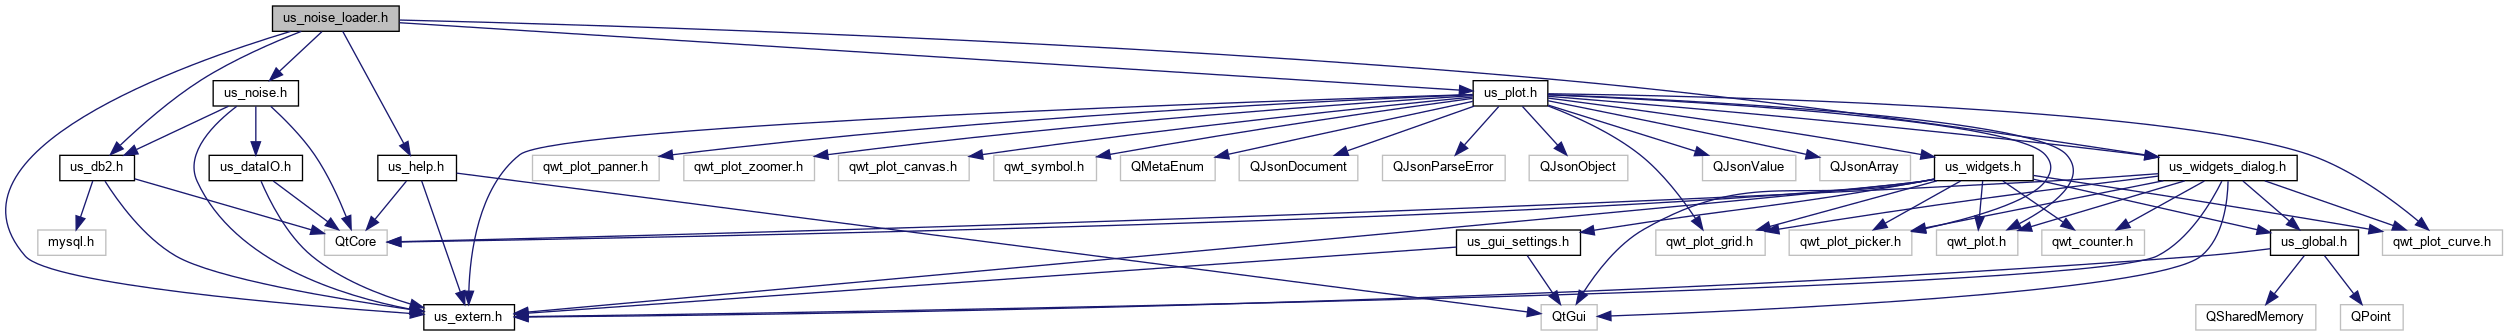 us_noise_loader.h
us_noise.h
us_plot.h
us_db2.h
us_dataIO.h
us_help.h
qwt_plot_panner.h
qwt_plot_zoomer.h
qwt_plot_canvas.h
qwt_symbol.h
QMetaEnum
QJsonDocument
QJsonParseError
QJsonObject
QJsonValue
QJsonArray
us_widgets.h
us_widgets_dialog.h
mysql.h
QtCore
us_gui_settings.h
qwt_plot_grid.h
qwt_plot_picker.h
qwt_plot.h
qwt_counter.h
us_global.h
qwt_plot_curve.h
us_extern.h
QtGui
QSharedMemory
QPoint